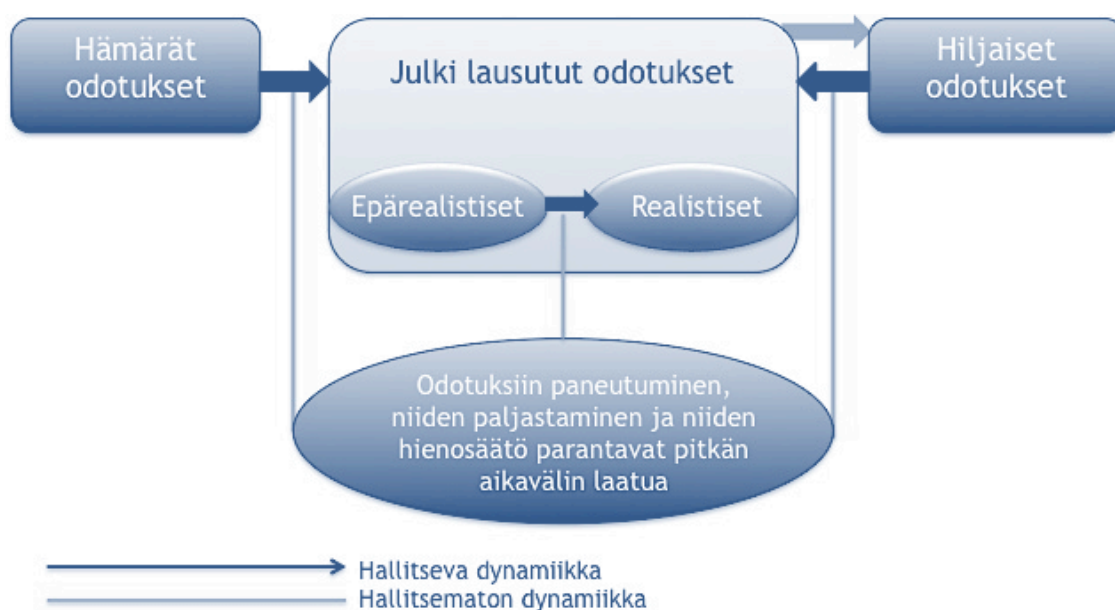 Hämärät
odotukset
Julki lausutut odotukset
Hiljaiset
odotukset
Epärealistiset
Realistiset
Odotuksiin paneutuminen,
niiden paljastaminen ja niiden
hienosäätö parantavat pitkän
aikavälin laatua
Hallitseva dynamiikka
Hallitsematon dynamiikka